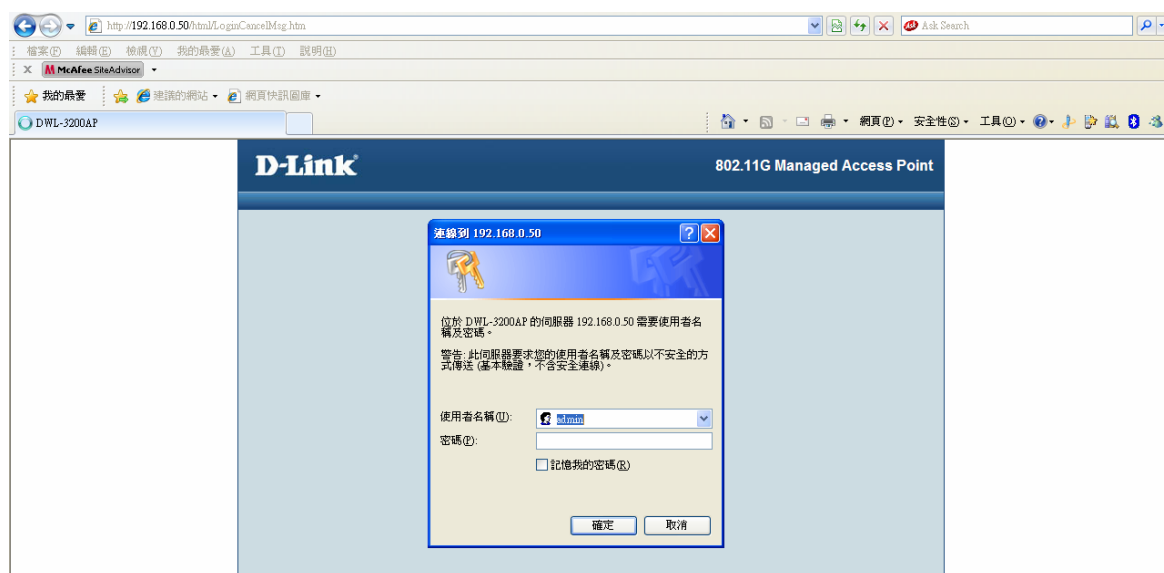 http://192.168.0.50/html/LoginCancelMsg.htm
Ask Search
檔案(F) 編輯(E) 檢視(V) 我的最愛(A) 工具(T) 說明(H)
X McAfee SiteAdvisor
我的最愛 建議的網站 網頁快訊圖庫
DWL-3200AP
網頁(P) 安全性(S) 工具(O)
D-Link
802.11G Managed Access Point
連線到 192.168.0.50
位於 DWL-3200AP 的伺服器 192.168.0.50 需要使用者名
稱及密碼。
警告: 此伺服器要求您的使用者名稱及密碼以不安全的方
式傳送 (基本驗證，不含安全連線)。
使用者名稱(U):
admin
密碼(P):
記憶我的密碼(R)
確定 取消